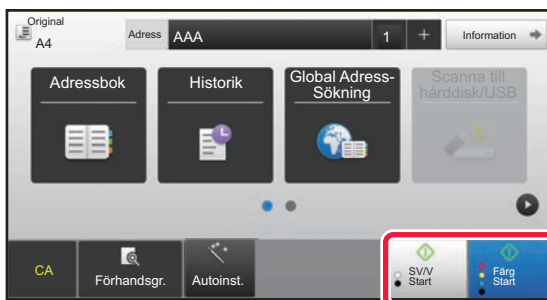 Original
A4
Adress AAA 1 +
Information
Adressbok
Historik
Global Adress-
Sökning
Scanna till
hårddisk/USB
CA
Förhandsgr.
Autoinst.
SV/V
Start
Färg
Start